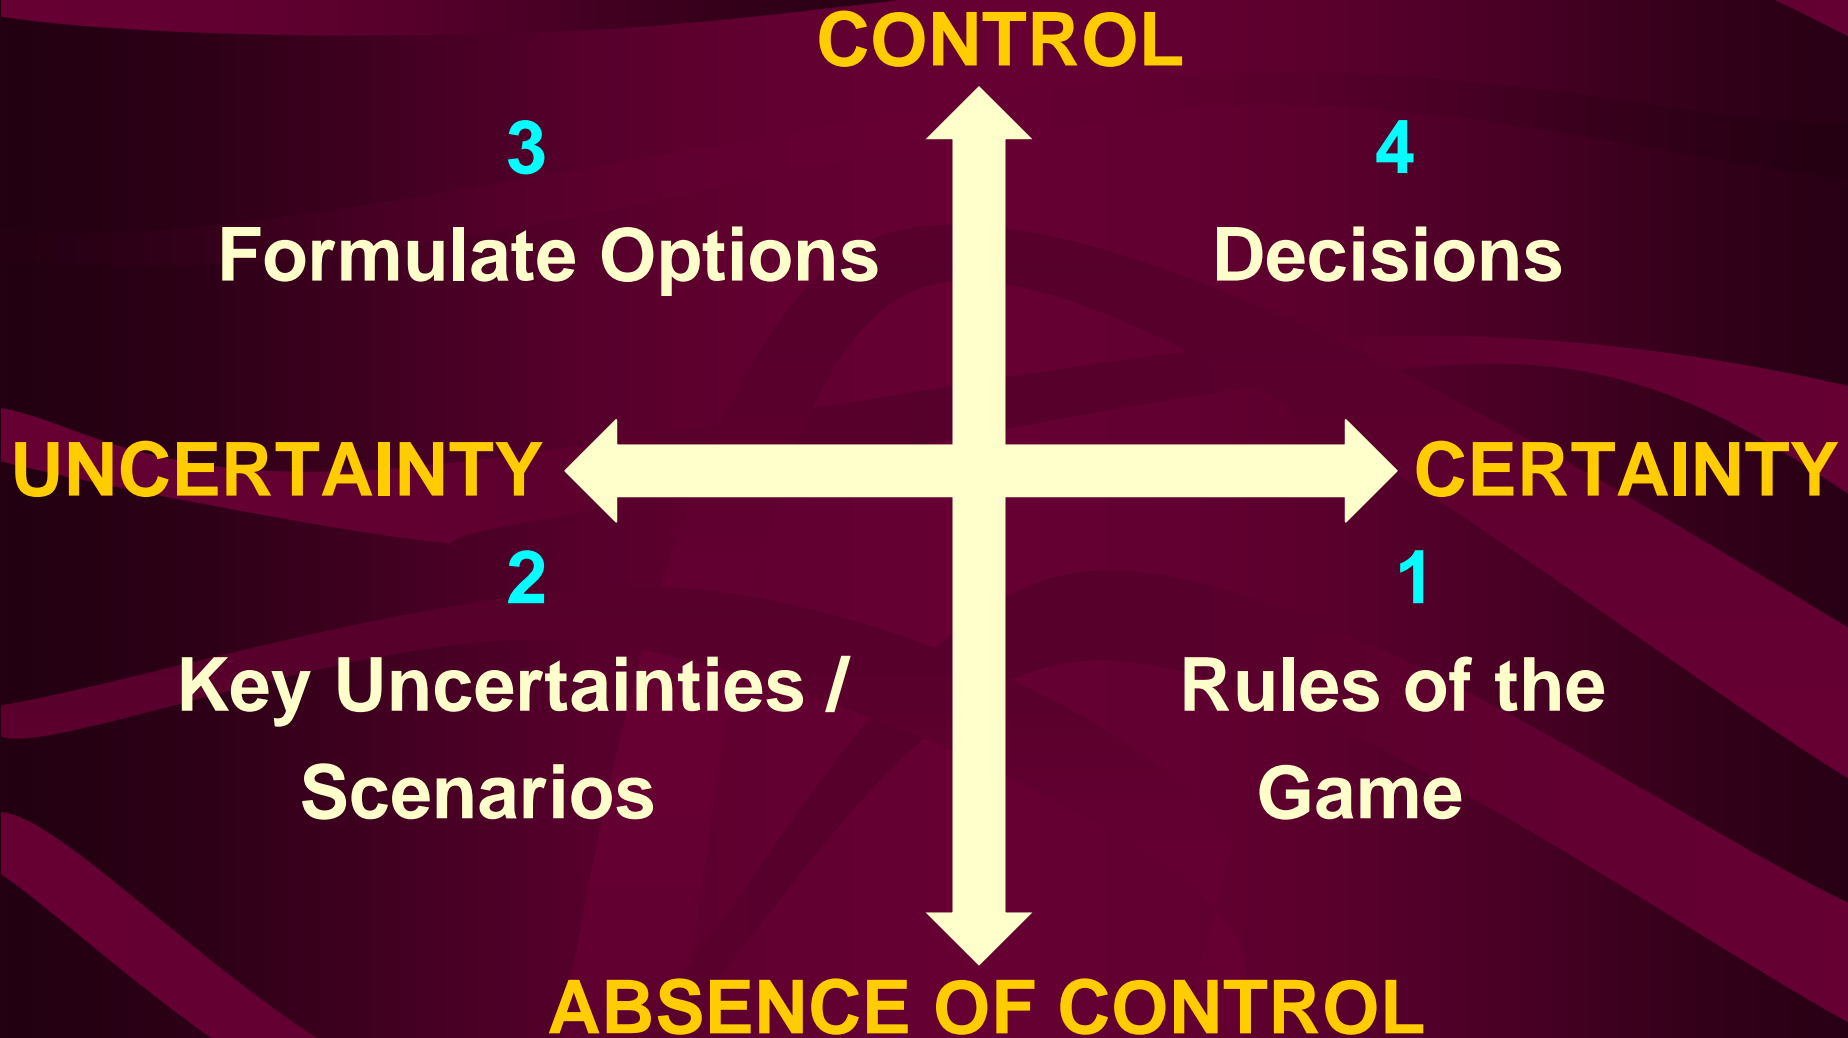 CONTROL
3
4
Formulate Options
Decisions
UNCERTAINTY
CERTAINTY
2
1
Key Uncertainties /
Scenarios
Rules of the
Game
ABSENCE OF CONTROL